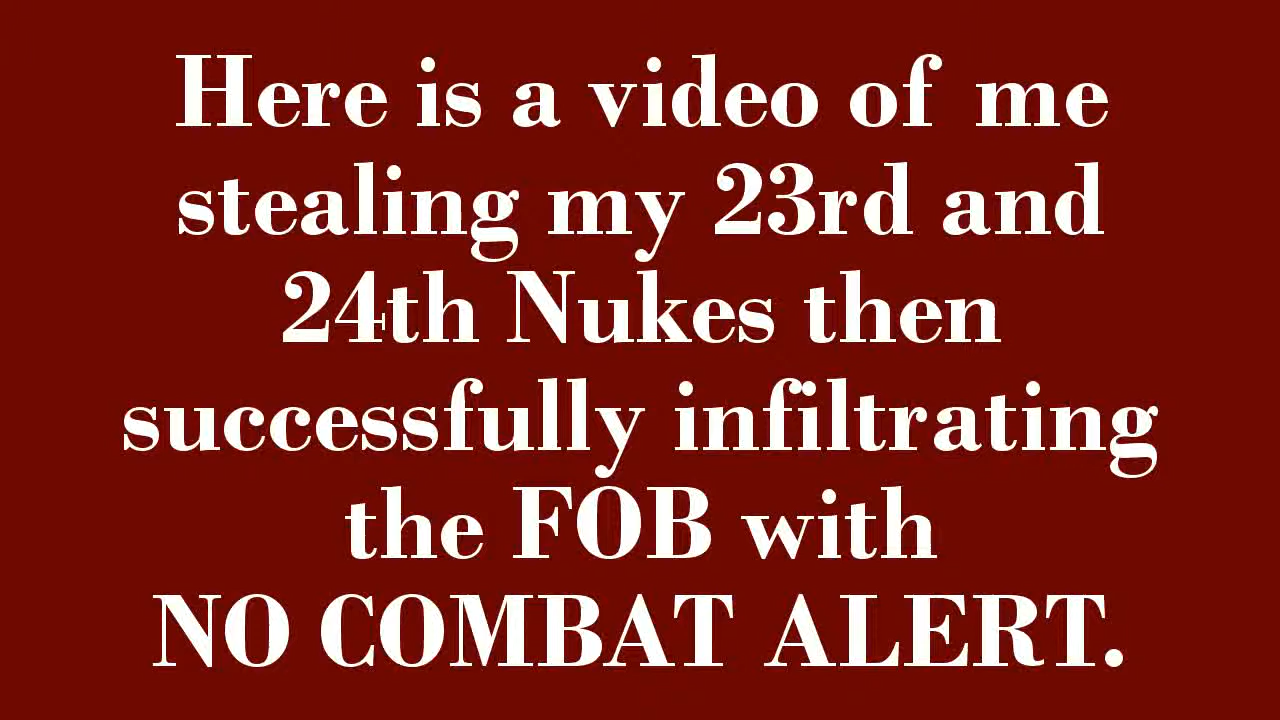 Here is a video of me
stealing my 23rd and
24th Nukes then
successfully infiltrating
the FOB with
NO COMBAT ALERT.